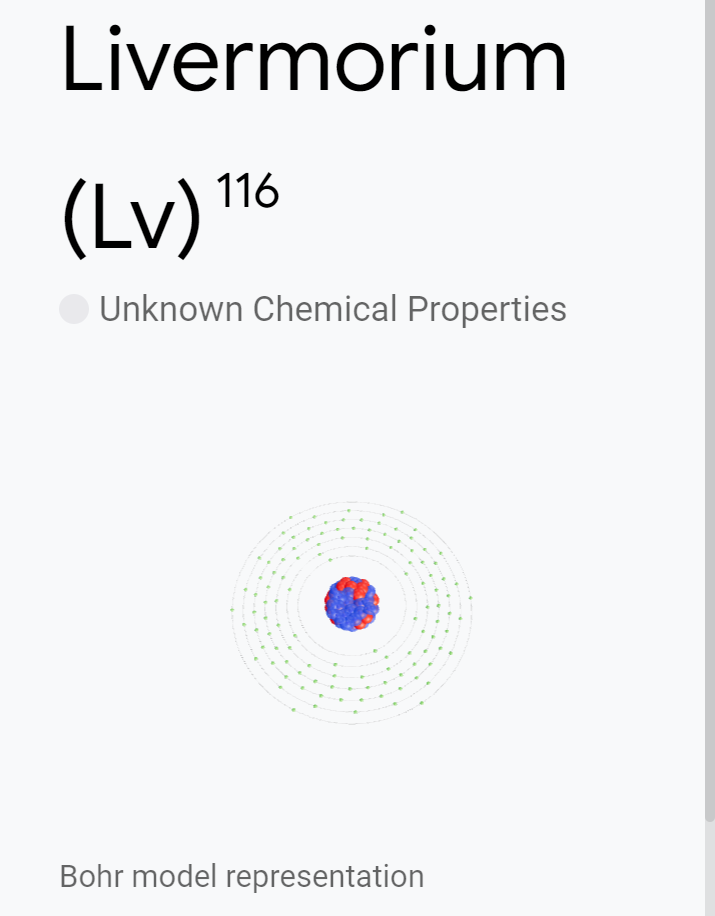 Livermorium
(Lv) 116
Unknown Chemical Properties
Bohr model representation